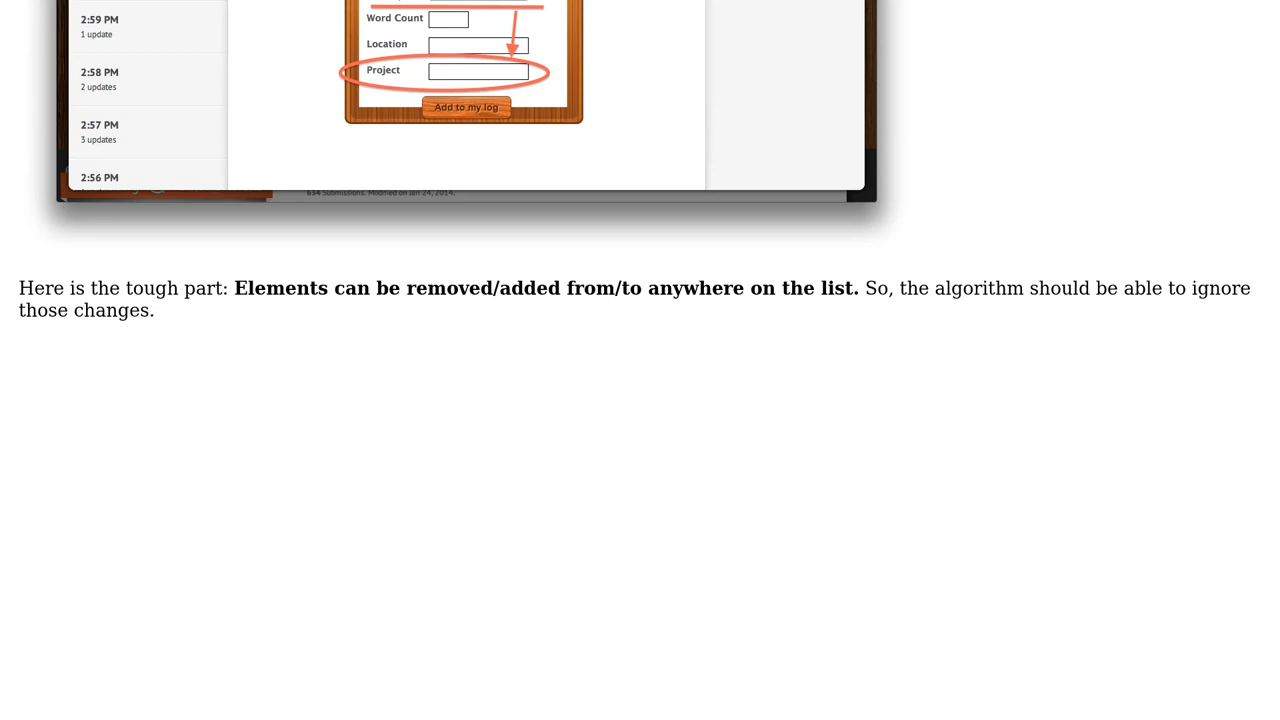 2:59 PM
1 update
Word Count
Location
2:58 PM
2 updates
Project
2:57 PM
3 updates
Add to my log
2:56 PM
634 Submissions. Modified on Jan 24, 2014.
Here is the tough part: Elements can be removed/added from/to anywhere on the list. So, the algorithm should be able to ignore
those changes.